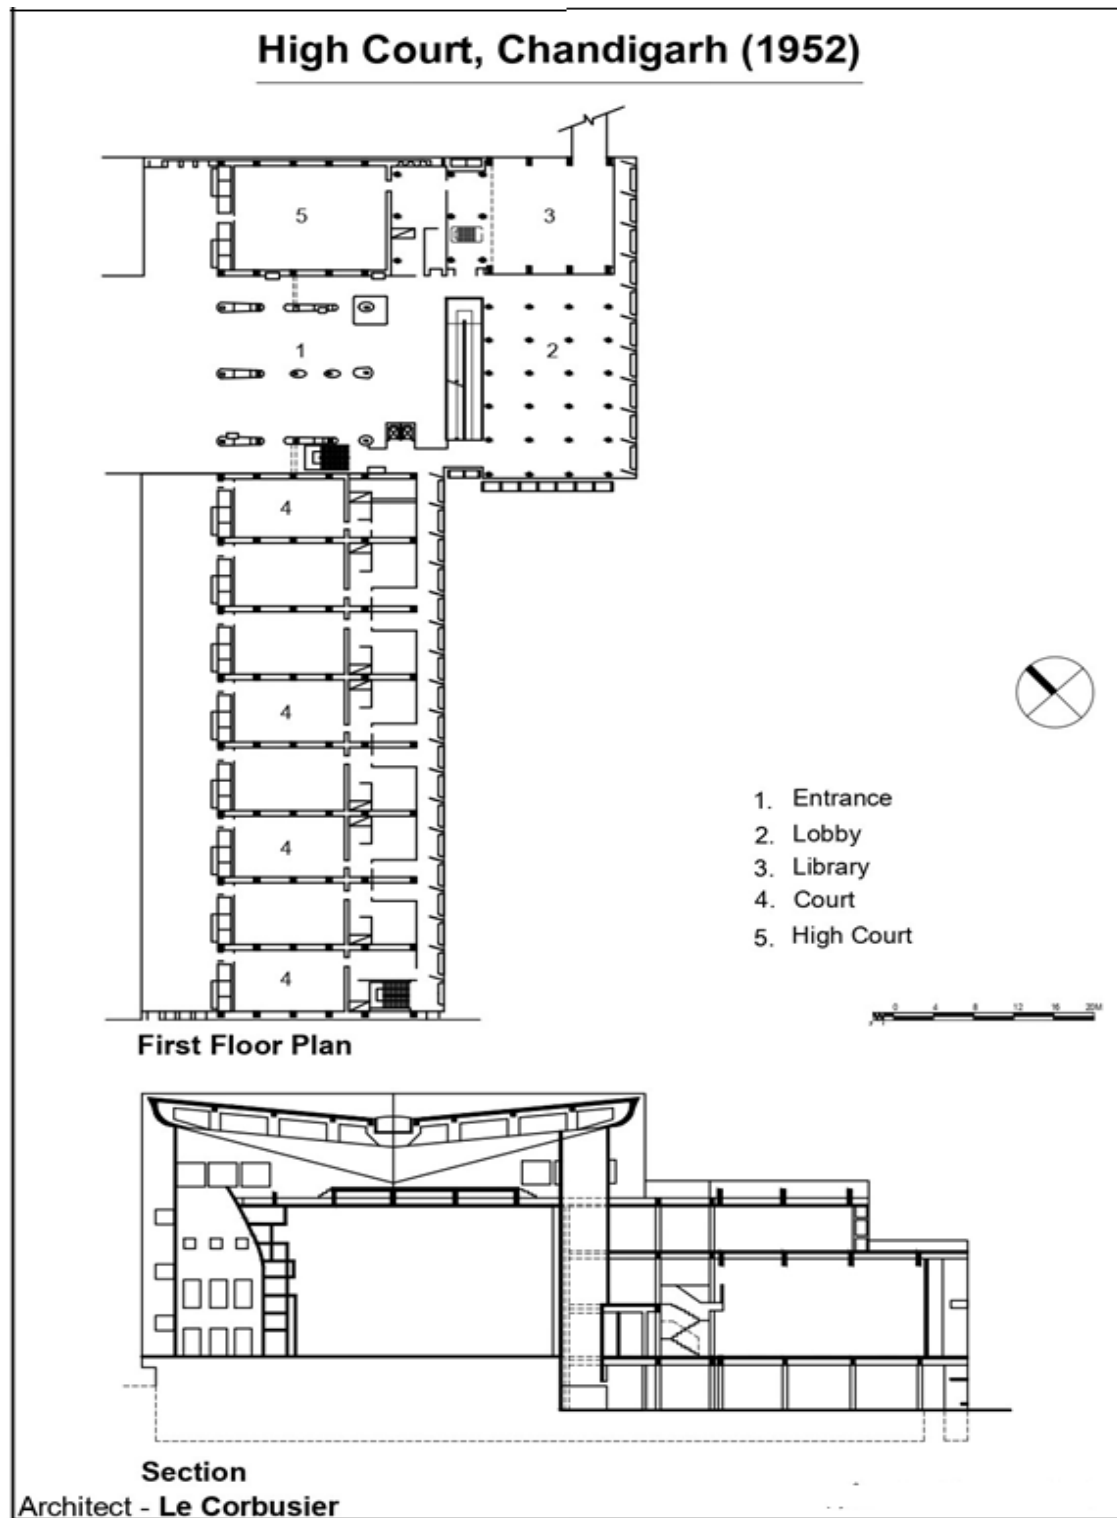 High Court, Chandigarh (1952)
5
3
1
2
4
4
4
4
1. Entrance
2. Lobby
3. Library
4. Court
5. High Court
0 4 8 12 16 20M
First Floor Plan
Section
Architect - Le Corbusier